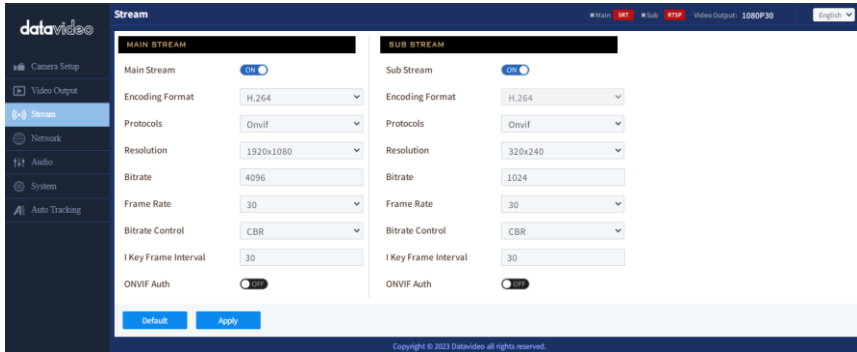 datavideo
Stream
Main SRT Sub RTSP Video Output: 1080P30 English
Camera Setup
Video Output
Stream
Network
Audio
System
Auto Tracking
MAIN STREAM
Main Stream ON
Encoding Format H.264
Protocols Onvif
Resolution 1920x1080
Bitrate 4096
Frame Rate 30
Bitrate Control CBR
I Key Frame Interval 30
ONVIF Auth OFF
SUB STREAM
Sub Stream ON
Encoding Format H.264
Protocols Onvif
Resolution 320x240
Bitrate 1024
Frame Rate 30
Bitrate Control CBR
I Key Frame Interval 30
ONVIF Auth OFF
Default Apply
Copyright © 2023 Datavideo all rights reserved.